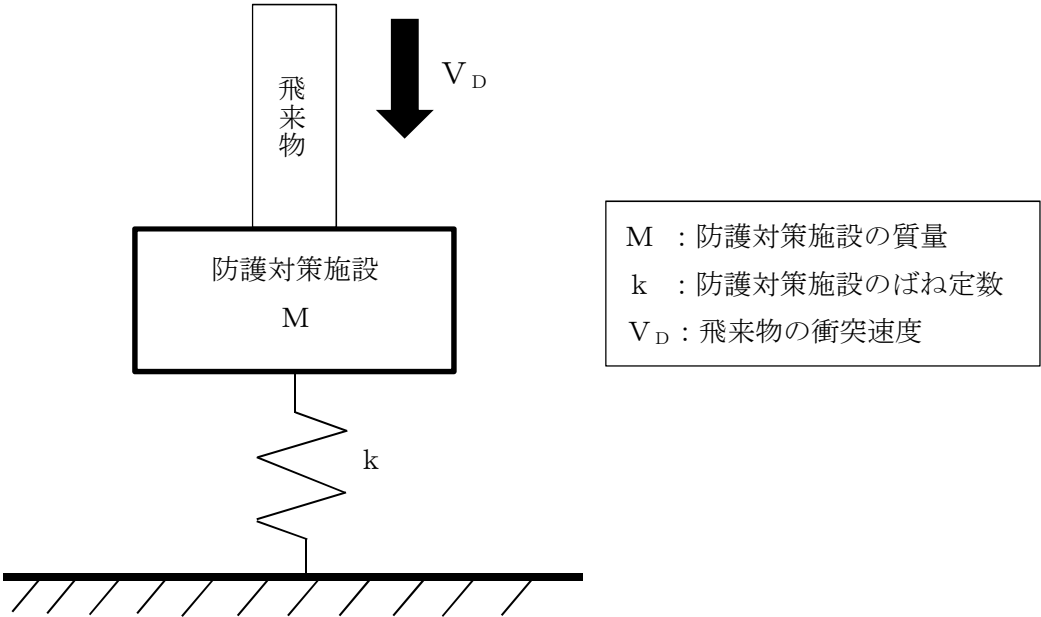 飛来物
V_D
防護対策施設
M
k
M ：防護対策施設の質量
k ：防護対策施設のばね定数
V_D：飛来物の衝突速度